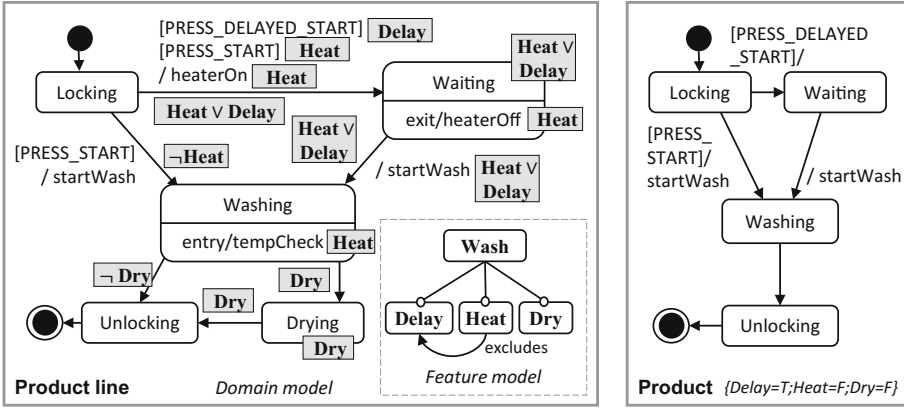 [PRESS_DELAYED_START] Delay
[PRESS_START] Heat
/ heaterOn Heat
Locking
Heat ∨ Delay
Heat ∨
Delay
Waiting
exit/heaterOff Heat
[PRESS_START]
/ startWash
¬Heat
Heat ∨
Delay
/ startWash
Heat ∨
Delay
Washing
entry/tempCheck Heat
¬ Dry
Dry
Unlocking
Dry
Drying
Dry
Wash
Delay
Heat
Dry
excludes
Product line
Domain model
Feature model
[PRESS_DELAYED
_START]/
Locking
Waiting
[PRESS_
START]/
startWash
/ startWash
Washing
Unlocking
Product {Delay=T;Heat=F;Dry=F}